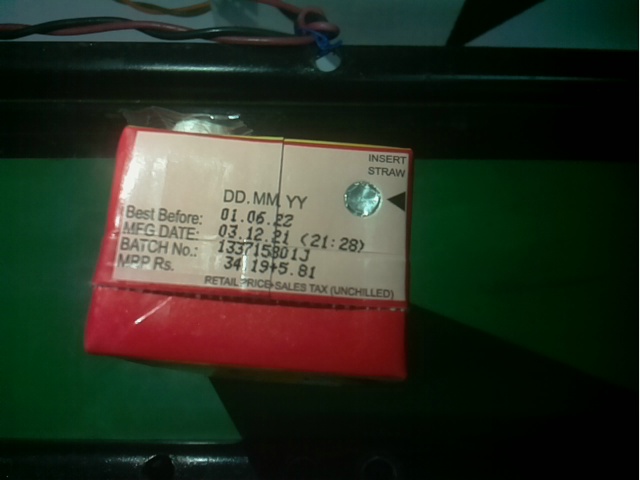 INSERT
STRAW
DD.MM.YY
Best Before: 01.06.22
MFG DATE: 03.12.21 (21:28)
BATCH No.: 133715801J
MRP Rs. 34.19+5.81
RETAIL PRICE+SALES TAX (UNCHILLED)